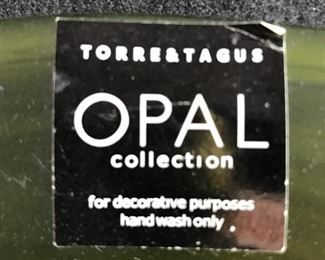 TORRE&TAGUS
OPAL
collection
for decorative purposes
hand wash only